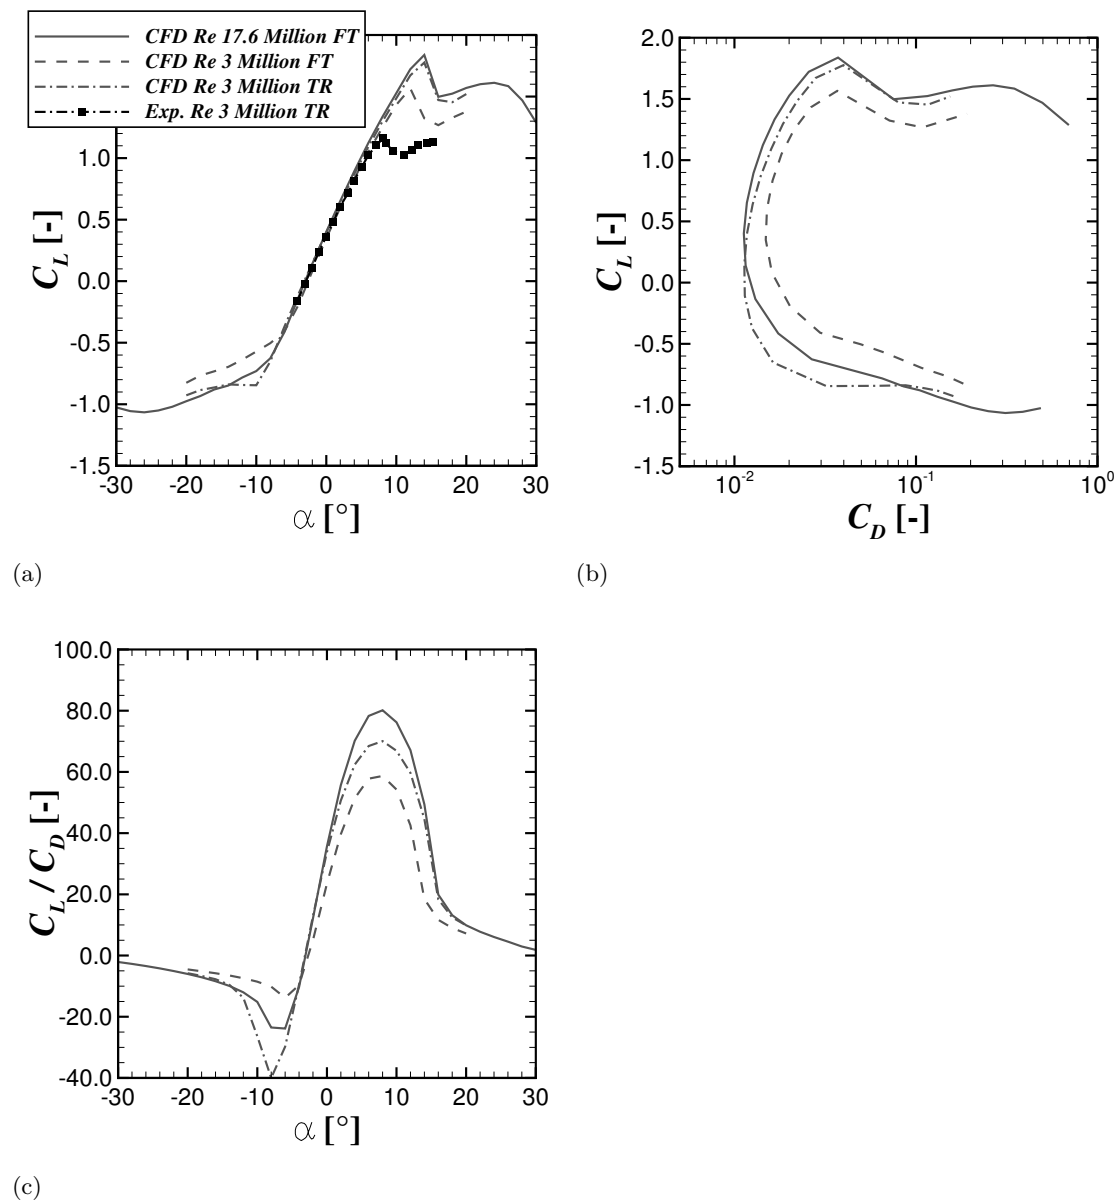 CFD Re 17.6 Million FT
CFD Re 3 Million FT
CFD Re 3 Million TR
Exp. Re 3 Million TR
1.0
0.5
0.0
-0.5
-1.0
-1.5
C_L [-]
-30 -20 -10 0 10 20 30
α [°]
(a)
2.0
1.5
1.0
0.5
0.0
-0.5
-1.0
-1.5
C_L [-]
10^-2 10^-1 10^0
C_D [-]
(b)
100.0
80.0
60.0
40.0
20.0
0.0
-20.0
-40.0
C_L / C_D [-]
-30 -20 -10 0 10 20 30
α [°]
(c)